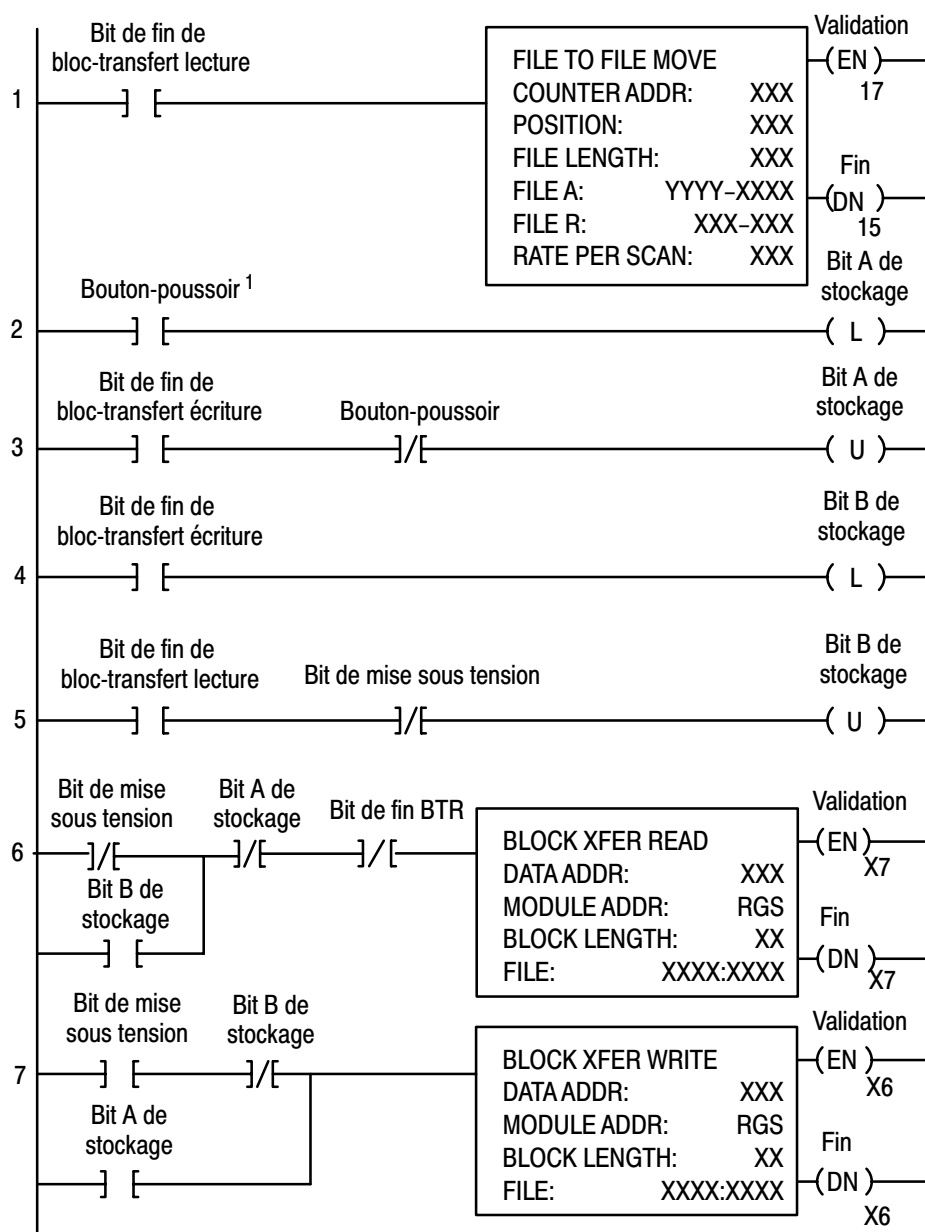 Bit de fin de
bloc-transfert lecture
Validation
1
FILE TO FILE MOVE
COUNTER ADDR: XXX
POSITION: XXX
FILE LENGTH: XXX
FILE A: YYYY-XXXX
FILE R: XXX-XXX
RATE PER SCAN: XXX
EN
17
Fin
DN
15
Bouton-poussoir 1
Bit A de
stockage
2
L
Bit de fin de
bloc-transfert écriture
Bouton-poussoir
Bit A de
stockage
3
U
Bit de fin de
bloc-transfert écriture
Bit B de
stockage
4
L
Bit de fin de
bloc-transfert lecture
Bit de mise sous tension
Bit B de
stockage
5
U
Bit de mise
sous tension
Bit A de
stockage
Bit de fin BTR
6
Bit B de
stockage
BLOCK XFER READ
DATA ADDR: XXX
MODULE ADDR: RGS
BLOCK LENGTH: XX
FILE: XXXX:XXXX
Validation
EN
X7
Fin
DN
X7
Bit de mise
sous tension
Bit B de
stockage
7
Bit A de
stockage
BLOCK XFER WRITE
DATA ADDR: XXX
MODULE ADDR: RGS
BLOCK LENGTH: XX
FILE: XXXX:XXXX
Validation
EN
X6
Fin
DN
X6